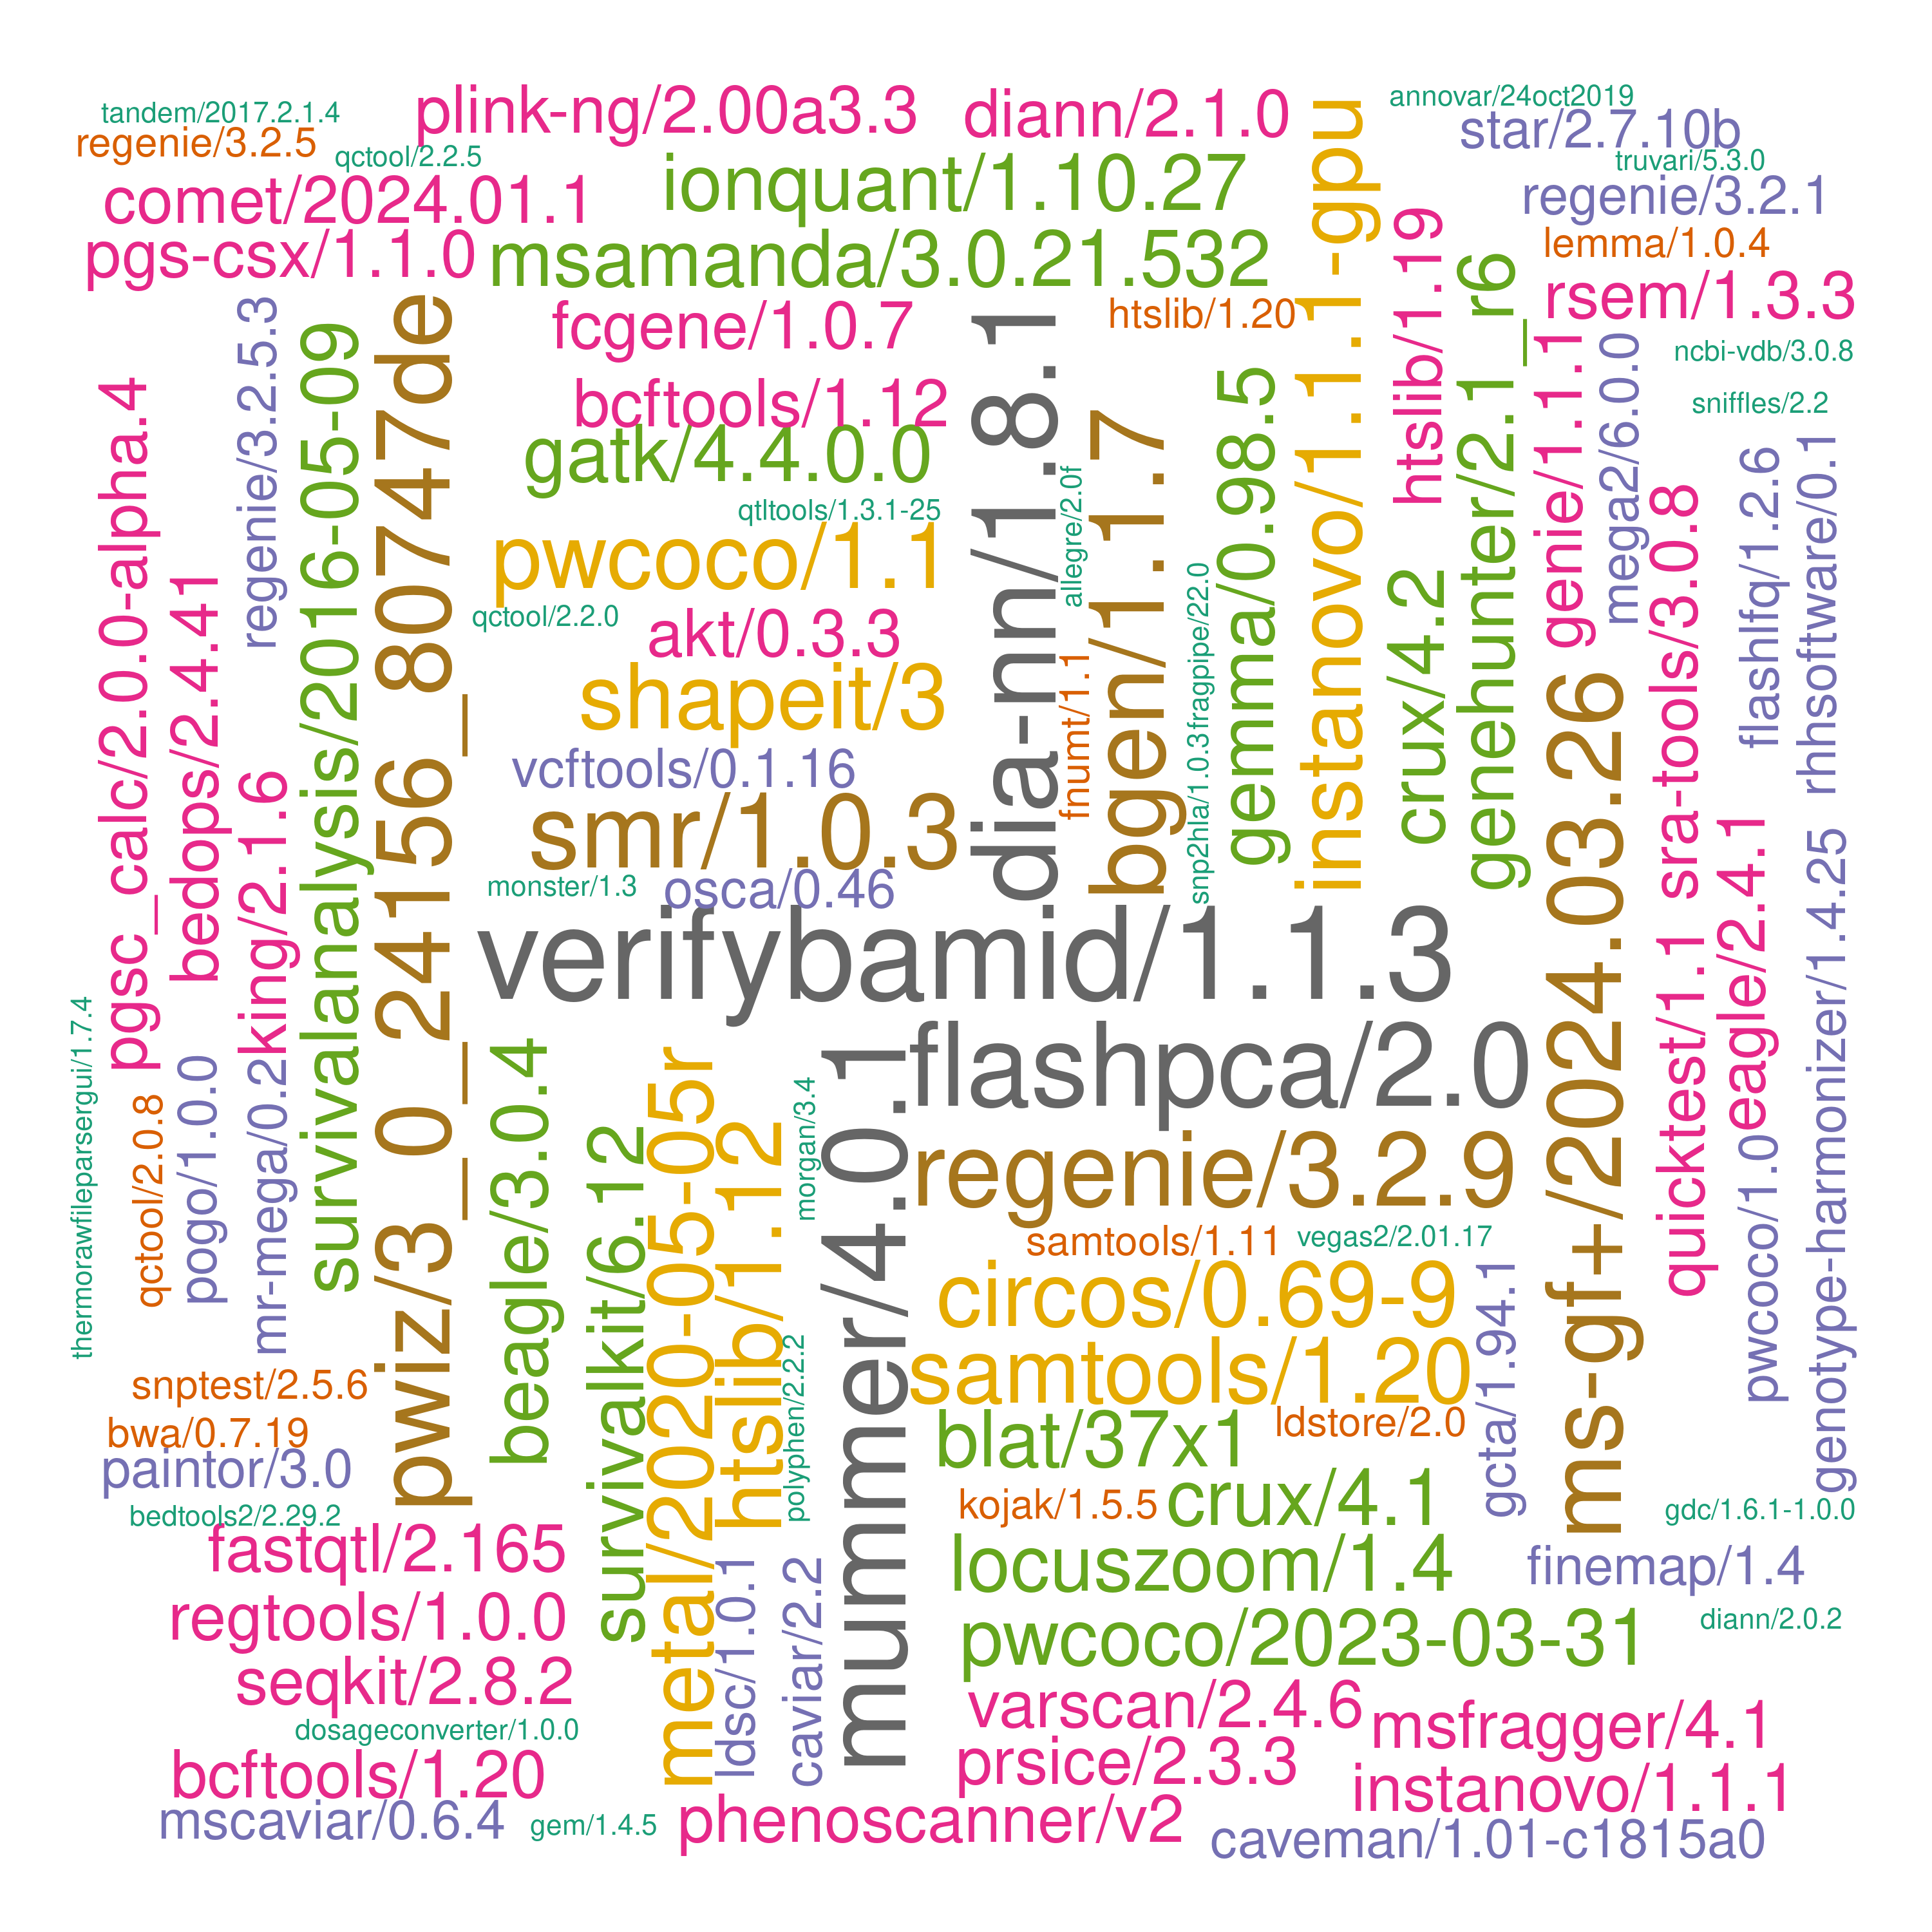 tandem/2017.2.1.4
plink-ng/2.00a3.3
diann/2.1.0
annovar/24oct2019
star/2.7.10b
regenie/3.2.5
qctool/2.2.5
ionquant/1.10.27
truvari/5.3.0
comet/2024.01.1
regenie/3.2.1
pgs-csx/1.1.0
msamanda/3.0.21.532
lemma/1.0.4
rsem/1.3.3
fcgene/1.0.7
htslib/1.20
ncbi-vdb/3.0.8
bcftools/1.12
sniffles/2.2
gatk/4.4.0.0
qtltools/1.3.1-25
pwcoco/1.1
qctool/2.2.0
akt/0.3.3
shapeit/3
vcftools/0.1.16
smr/1.0.3
monster/1.3
osca/0.46
pgsc_calc/2.0.0-alpha.4
bedops/2.4.41
regenie/3.2.5.3
king/2.1.6
survivalanalysis/2016-05-09
pwiz/3_0_24156_80747de
dia-nn/1.8.1
allegre/2.0f
fnumt/1.1
bgen/1.1.7
snp2hla/1.0.3
fragpipe/22.0
gemma/0.98.5
instanovo/1.1.1-gpu
htslib/1.19
crux/4.2
genehunter/2.1_r6
genie/1.1.1
mega2/6.0.0
ms-gf+/2024.03.26
sra-tools/3.0.8
flashlfq/1.2.6
rhhsoftware/0.1
verifybamid/1.1.3
flashpca/2.0
regenie/3.2.9
thermorawfileparsergui/1.7.4
qctool/2.0.8
pogo/1.0.0
mr-mega/0.2
beagle/3.0.4
survivalkit/6.12
metal/2020-05-05r
htslib/1.12
morgan/3.4
polyphen/2.2.2
mummer/4.0.1
quicktest/1.1
eagle/2.4.1
pwcoco/1.0
genotype-harmonizer/1.4.25
samtools/1.11
vegas2/2.01.17
circos/0.69-9
samtools/1.20
gcta/1.94.1
snptest/2.5.6
bwa/0.7.19
blat/37x1
ldstore/2.0
paintor/3.0
kojak/1.5.5
crux/4.1
bedtools2/2.29.2
gdc/1.6.1-1.0.0
fastqtl/2.165
locuszoom/1.4
finemap/1.4
regtools/1.0.0
pwcoco/2023-03-31
diann/2.0.2
seqkit/2.8.2
ldsc/1.0.1
caviar/2.2
varscan/2.4.6
msfragger/4.1
dosageconverter/1.0.0
bcftools/1.20
prsice/2.3.3
instanovo/1.1.1
mscaviar/0.6.4
gem/1.4.5
phenoscanner/v2
caveman/1.01-c1815a0